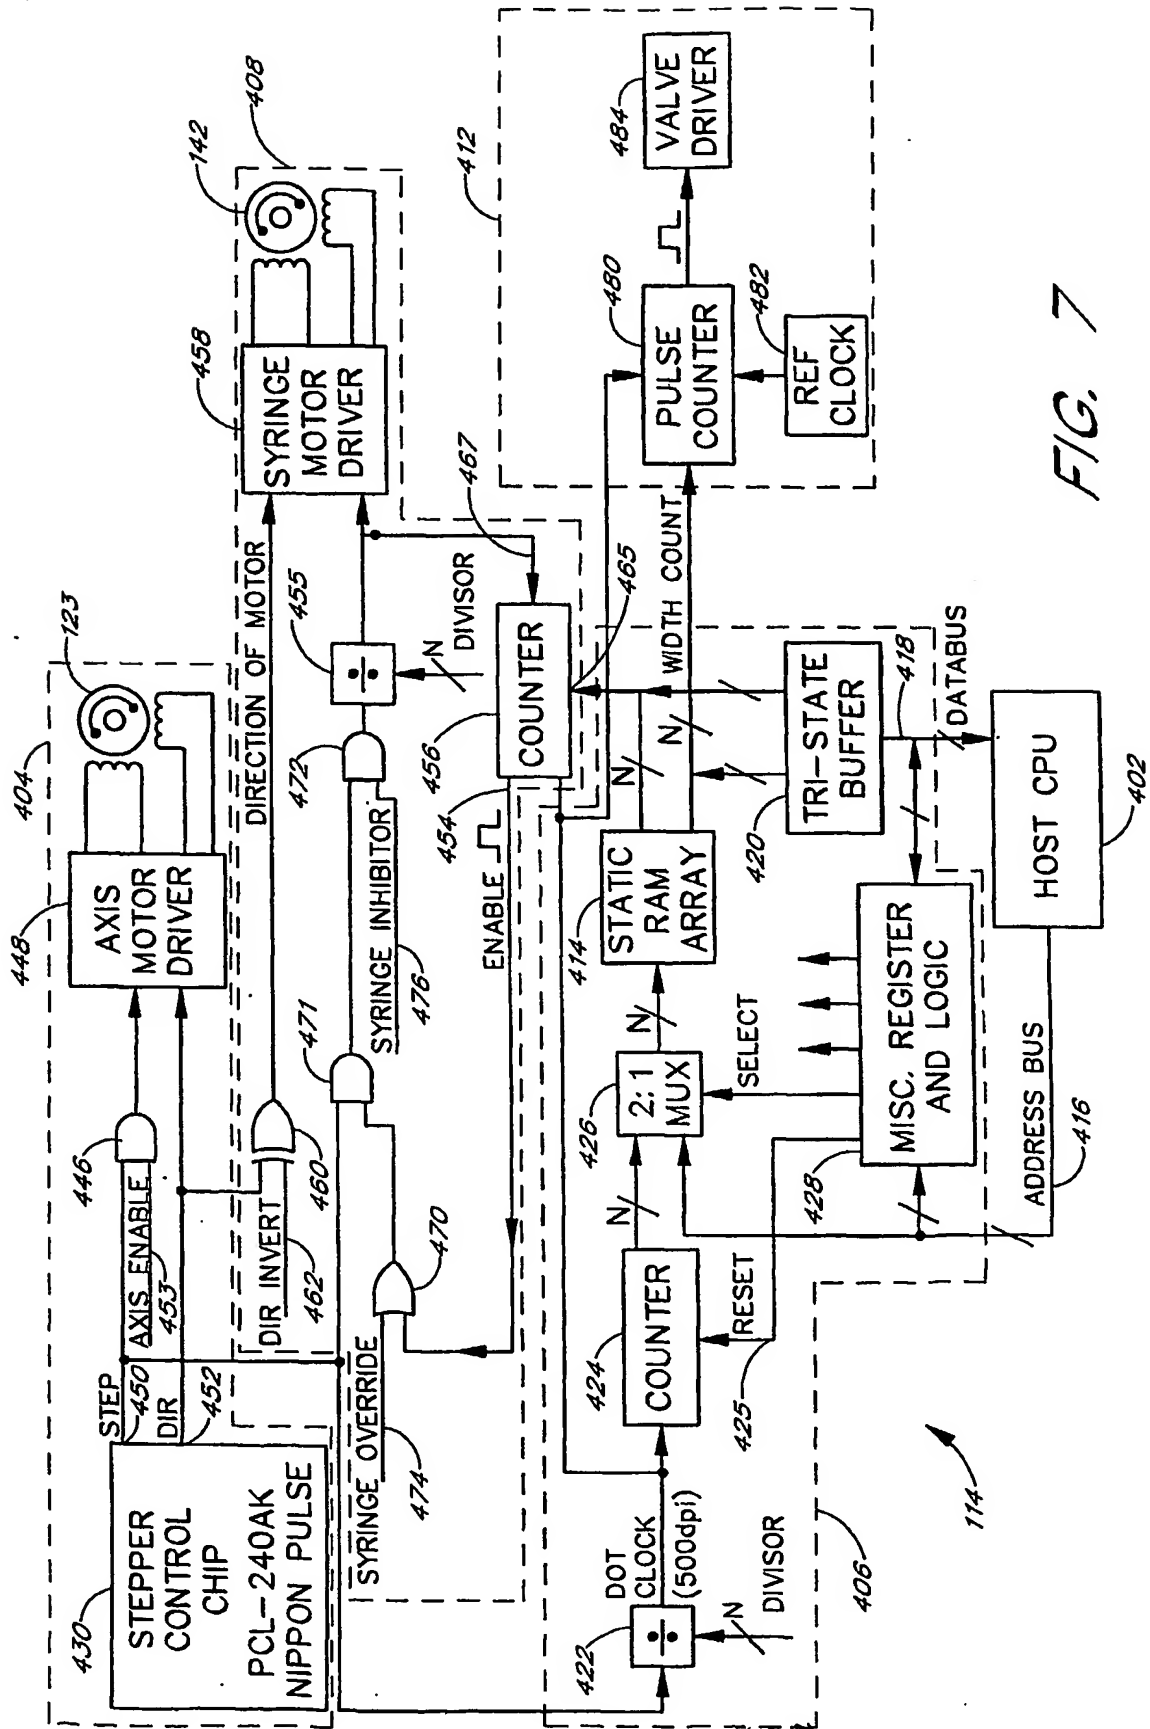 404
123
448
AXIS
MOTOR
DRIVER
446
STEP
450
AXIS ENABLE
453
DIR
452
430
STEPPER
CONTROL
CHIP
PCL-240AK
NIPPON PULSE
408
142
458
SYRINGE
MOTOR
DRIVER
DIRECTION OF MOTOR
460
DIR INVERT
462
455
N
DIVISOR
472
471
SYRINGE INHIBITOR
476
470
SYRINGE OVERRIDE
474
467
456
COUNTER
454
ENABLE
465
412
484
VALVE
DRIVER
480
PULSE
COUNTER
482
REF
CLOCK
WIDTH COUNT
N
N
414
STATIC
RAM
ARRAY
420
TRI-STATE
BUFFER
418
DATABUS
N
426
2:1
MUX
SELECT
N
424
COUNTER
425
RESET
428
MISC. REGISTER
AND LOGIC
HOST CPU
402
ADDRESS BUS
416
422
DOT
CLOCK
(500dpi)
N
DIVISOR
406
114
FIG. 7